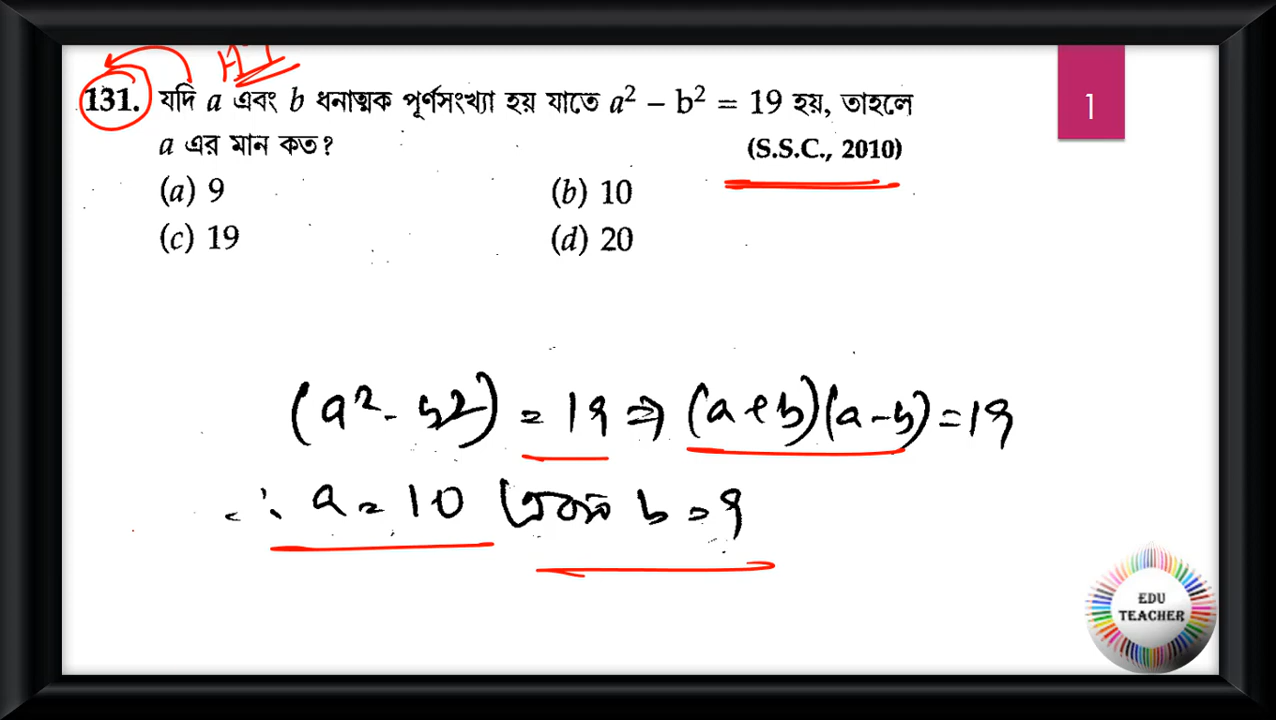 131. যদি a এবং b ধনাত্মক পূর্ণসংখ্যা হয় যাতে a² – b² = 19 হয়, তাহলে
a এর মান কত?
(S.S.C., 2010)
(a) 9 (b) 10
(c) 19 (d) 20
1
(a² - b²) = 19 ⇒ (a+b)(a-b) = 19
∴ a = 10 এবং b = 9
EDU
TEACHER